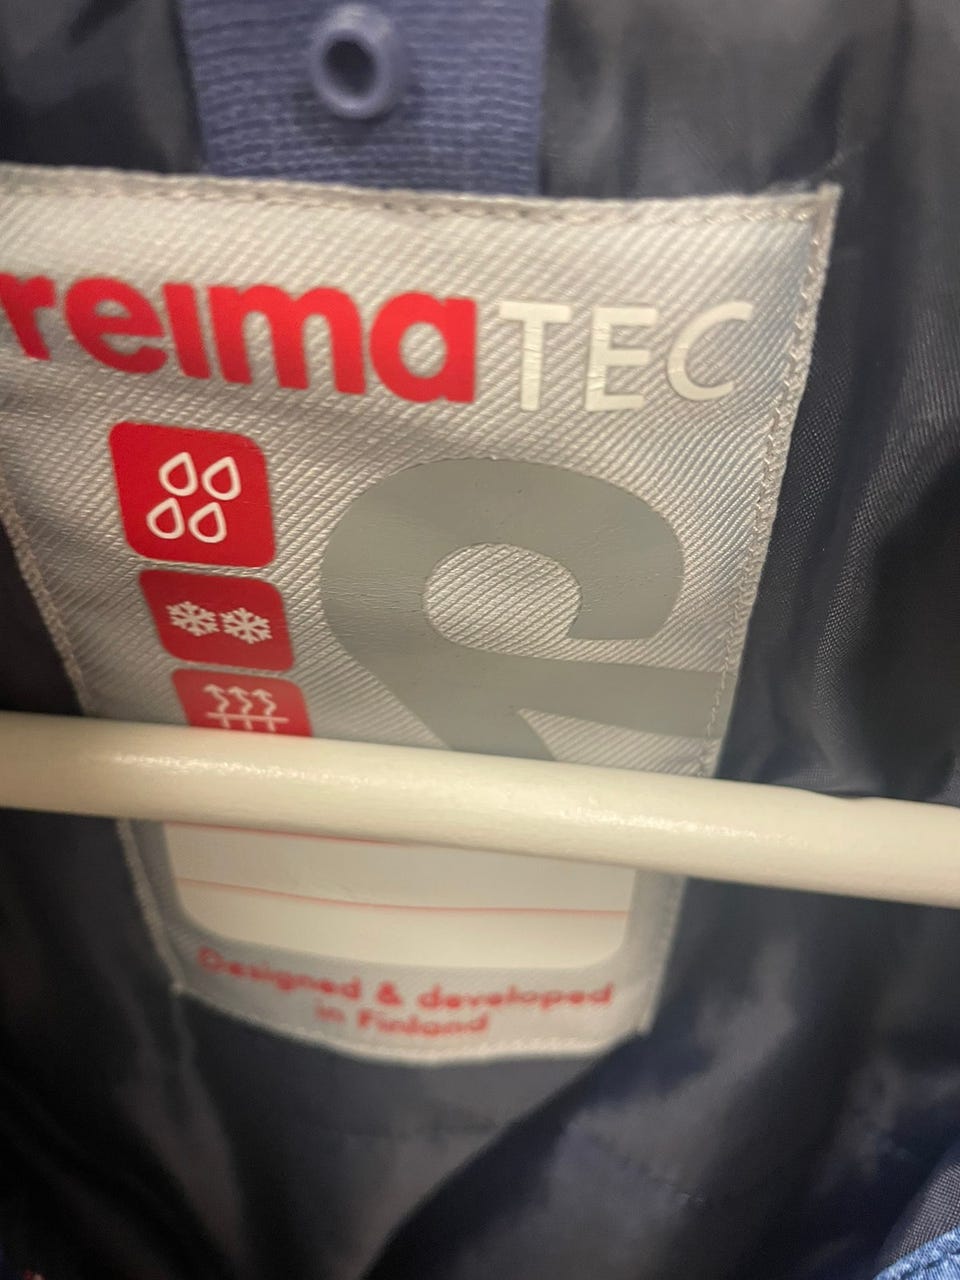 reimaTEC
Designed & developed
in Finland